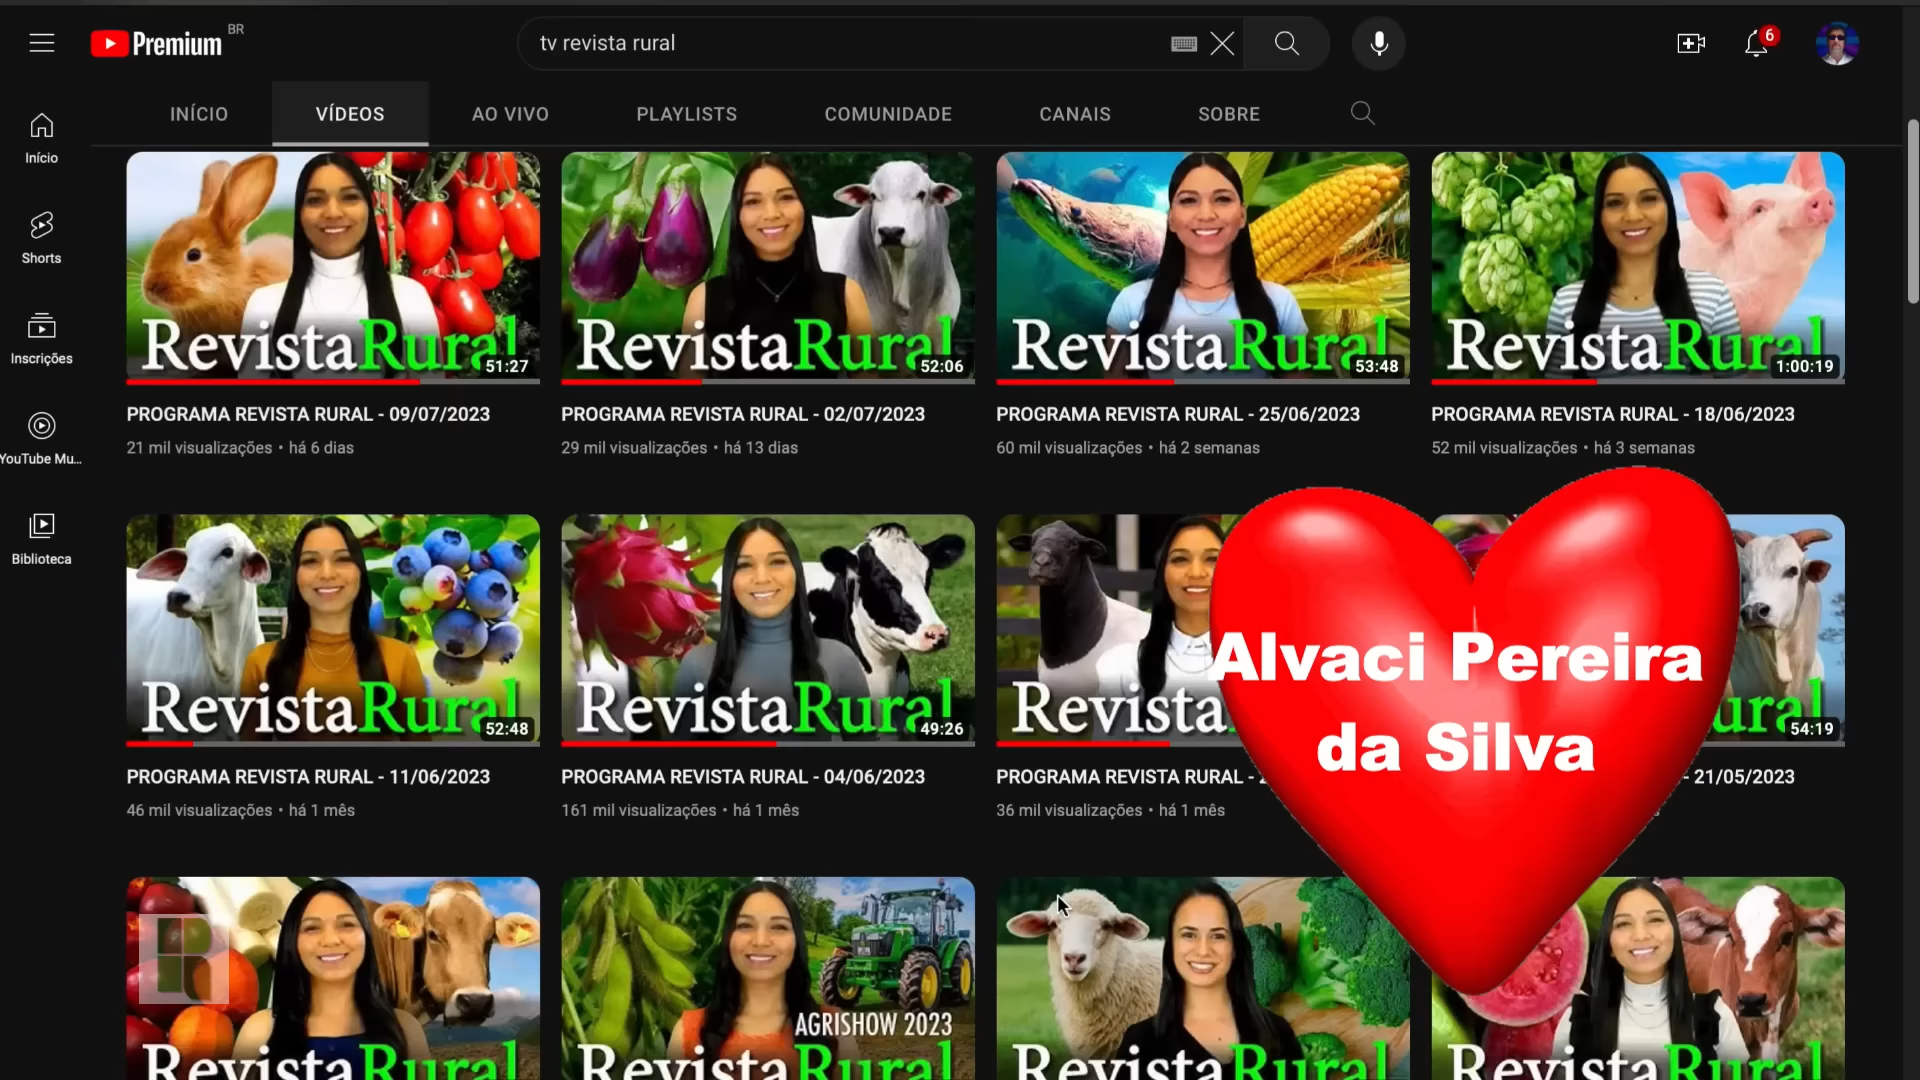 Premium BR
tv revista rural
6
INÍCIO
VÍDEOS
AO VIVO
PLAYLISTS
COMUNIDADE
CANAIS
SOBRE
Início
Shorts
Inscrições
YouTube Mu...
Biblioteca
RevistaRural
51:27
RevistaRural
52:06
RevistaRural
53:48
RevistaRural
1:00:19
PROGRAMA REVISTA RURAL - 09/07/2023
21 mil visualizações • há 6 dias
PROGRAMA REVISTA RURAL - 02/07/2023
29 mil visualizações • há 13 dias
PROGRAMA REVISTA RURAL - 25/06/2023
60 mil visualizações • há 2 semanas
PROGRAMA REVISTA RURAL - 18/06/2023
52 mil visualizações • há 3 semanas
RevistaRural
52:48
RevistaRural
49:26
Revista
ural
54:19
Alvaci Pereira
da Silva
PROGRAMA REVISTA RURAL - 11/06/2023
46 mil visualizações • há 1 mês
PROGRAMA REVISTA RURAL - 04/06/2023
161 mil visualizações • há 1 mês
PROGRAMA REVISTA RURAL - 2
36 mil visualizações • há 1 mês
- 21/05/2023
RevistaRural
AGRISHOW 2023
RevistaRural
RevistaRural
RevistaRural